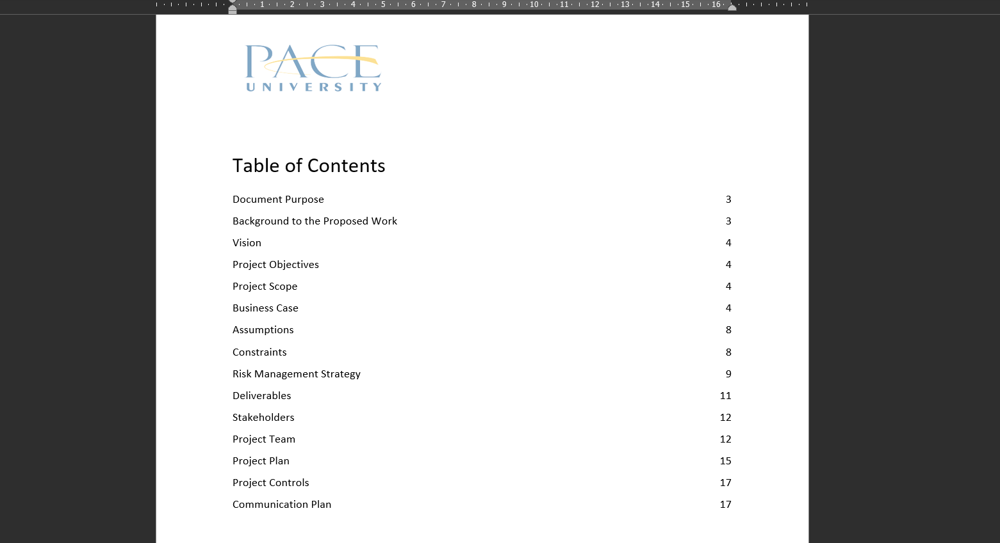 1 2 3 4 5 6 7 8 9 10 11 12 13 14 15 16
PACE
UNIVERSITY
Table of Contents
Document Purpose 3
Background to the Proposed Work 3
Vision 4
Project Objectives 4
Project Scope 4
Business Case 4
Assumptions 8
Constraints 8
Risk Management Strategy 9
Deliverables 11
Stakeholders 12
Project Team 12
Project Plan 15
Project Controls 17
Communication Plan 17